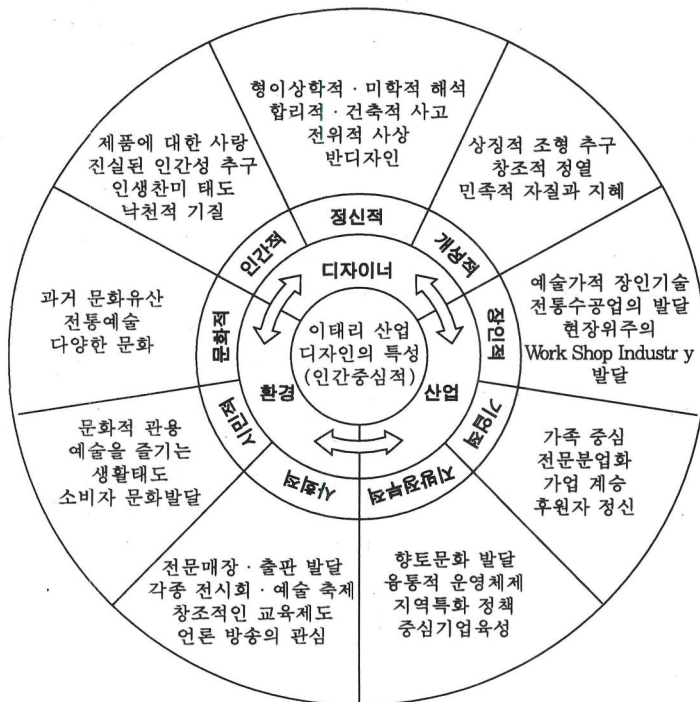 형이상학적 · 미학적 해석
합리적 · 건축적 사고
전위적 사상
반디자인
상징적 조형 추구
창조적 정열
민족적 자질과 지혜
예술가적 장인기술
전통수공업의 발달
현장위주의
Work Shop Industr y
발달
가족 중심
전문분업화
가업 계승
후원자 정신
향토문화 발달
융통적 운영체제
지역특화 정책
중심기업육성
전문매장 · 출판 발달
각종 전시회 · 예술 축제
창조적인 교육제도
언론 방송의 관심
문화적 관용
예술을 즐기는
생활태도
소비자 문화발달
과거 문화유산
전통예술
다양한 문화
제품에 대한 사랑
진실된 인간성 추구
인생찬미 태도
낙천적 기질
정신적
개성적
장인적
기업적
지방정부적
사회적
시민적
문화적
인간적
디자이너
산업
환경
이태리 산업
디자인의 특성
(인간중심적)